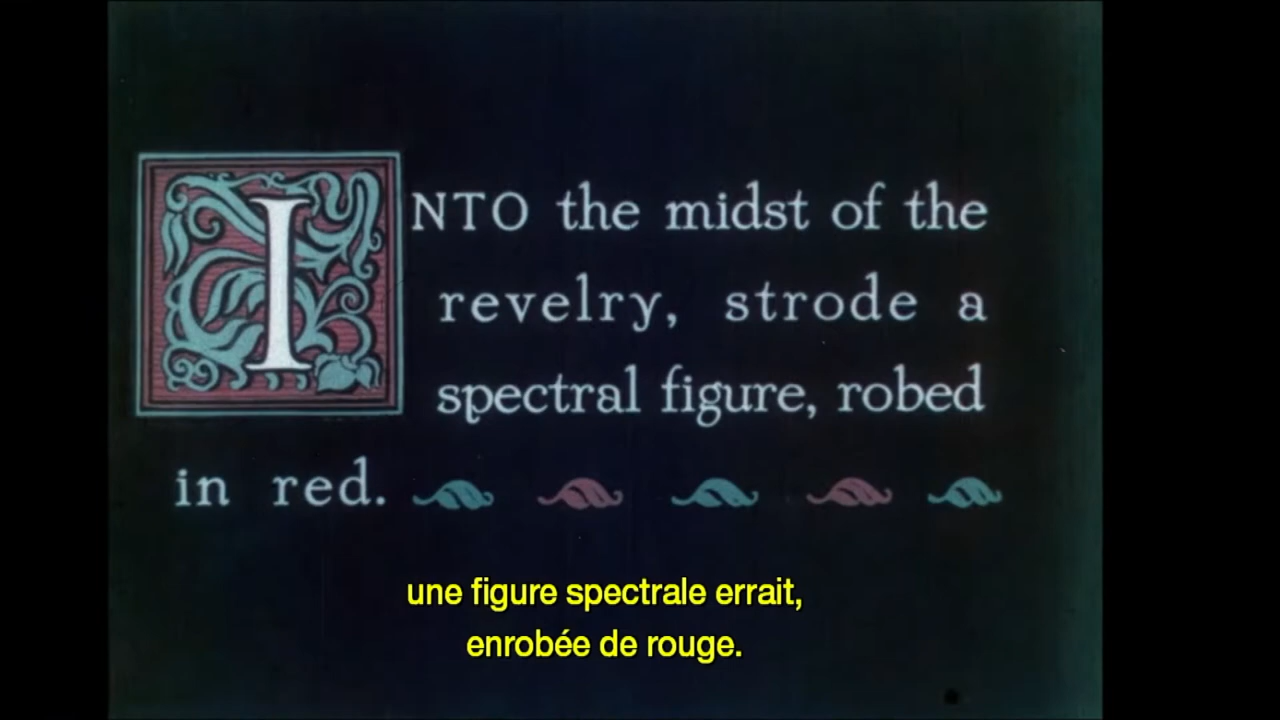 INTO the midst of the
revelry, strode a
spectral figure, robed
in red.
une figure spectrale errait,
enrobée de rouge.